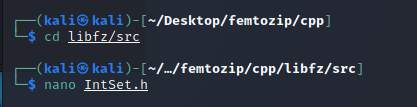 ┌──(kali㉿kali)-[~/Desktop/femtozip/cpp]
└─$ cd libfz/src
┌──(kali㉿kali)-[~/…/femtozip/cpp/libfz/src]
└─$ nano IntSet.h